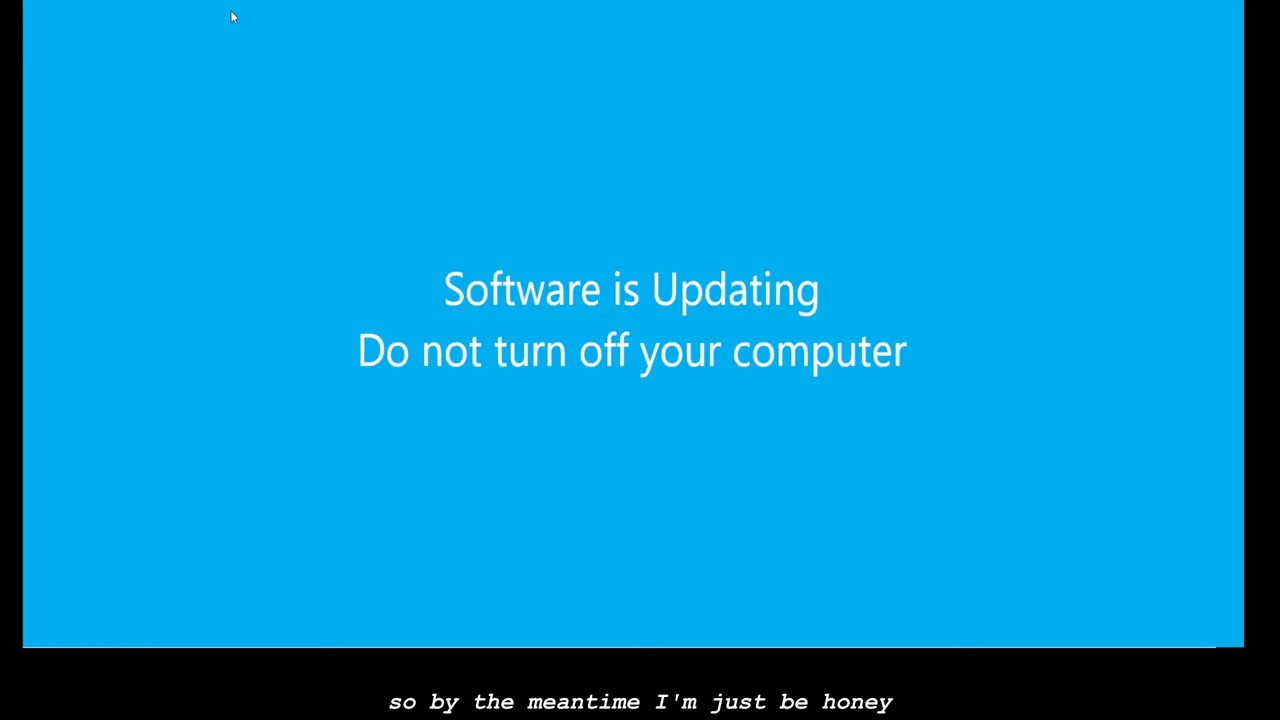 Software is Updating
Do not turn off your computer
so by the meantime I'm just be honey